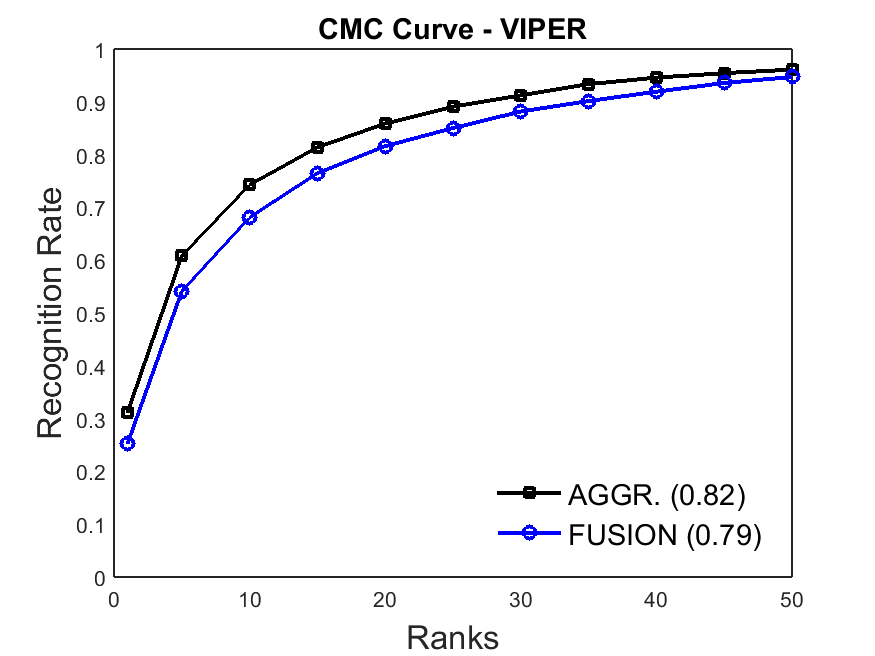 CMC Curve - VIPER
1
0.9
0.8
0.7
0.6
0.5
0.4
0.3
0.2
0.1
0
Recognition Rate
AGGR. (0.82)
FUSION (0.79)
0 10 20 30 40 50
Ranks